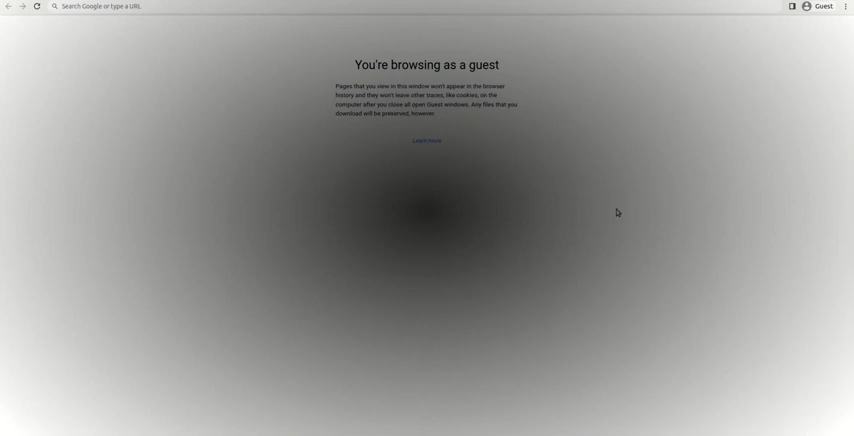 Search Google or type a URL
Guest
You're browsing as a guest
Pages that you view in this window won't appear in the browser
history and they won't leave other traces, like cookies, on the
computer after you close all open Guest windows. Any files that you
download will be preserved, however.
Learn more